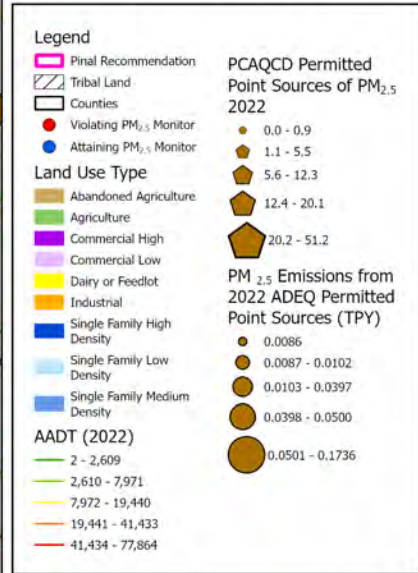 Legend
Pinal Recommendation
Tribal Land
Counties
Violating PM2.5 Monitor
Attaining PM2.5 Monitor
Land Use Type
Abandoned Agriculture
Agriculture
Commercial High
Commercial Low
Dairy or Feedlot
Industrial
Single Family High
Density
Single Family Low
Density
Single Family Medium
Density
AADT (2022)
2 - 2,609
2,610 - 7,971
7,972 - 19,440
19,441 - 41,433
41,434 - 77,864
PCAQCD Permitted
Point Sources of PM2.5
2022
0.0 - 0.9
1.1 - 5.5
5.6 - 12.3
12.4 - 20.1
20.2 - 51.2
PM 2.5 Emissions from
2022 ADEQ Permitted
Point Sources (TPY)
0.0086
0.0087 - 0.0102
0.0103 - 0.0397
0.0398 - 0.0500
0.0501 - 0.1736